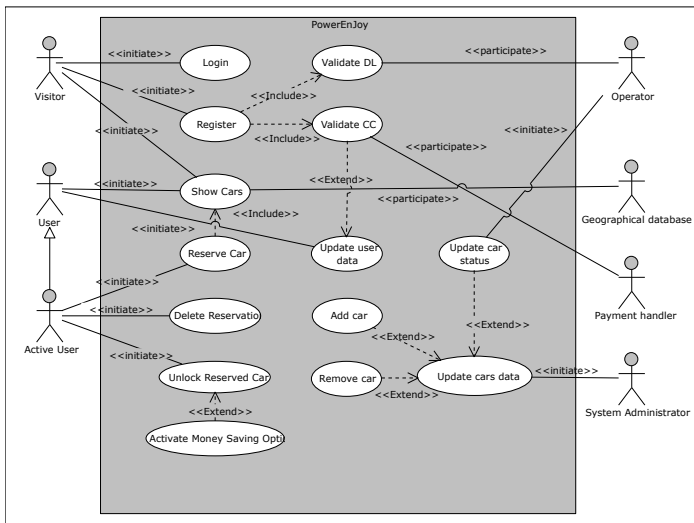 PowerEnJoy
<<initiate>>
Login
Validate DL
<<participate>>
Visitor
Operator
<<initiate>>
<<Include>>
Register
<<Include>>
Validate CC
<<initiate>>
<<initiate>>
<<participate>>
<<initiate>>
Show Cars
<<Extend>>
<<participate>>
User
<<Include>>
Geographical database
<<initiate>>
Reserve Car
Update user
data
Update car
status
<<initiate>>
Delete Reservatio
Add car
<<Extend>>
Payment handler
Active User
<<Extend>>
<<initiate>>
Unlock Reserved Car
Remove car
Update cars data
<<initiate>>
<<Extend>>
<<Extend>>
System Administrator
Activate Money Saving Opti